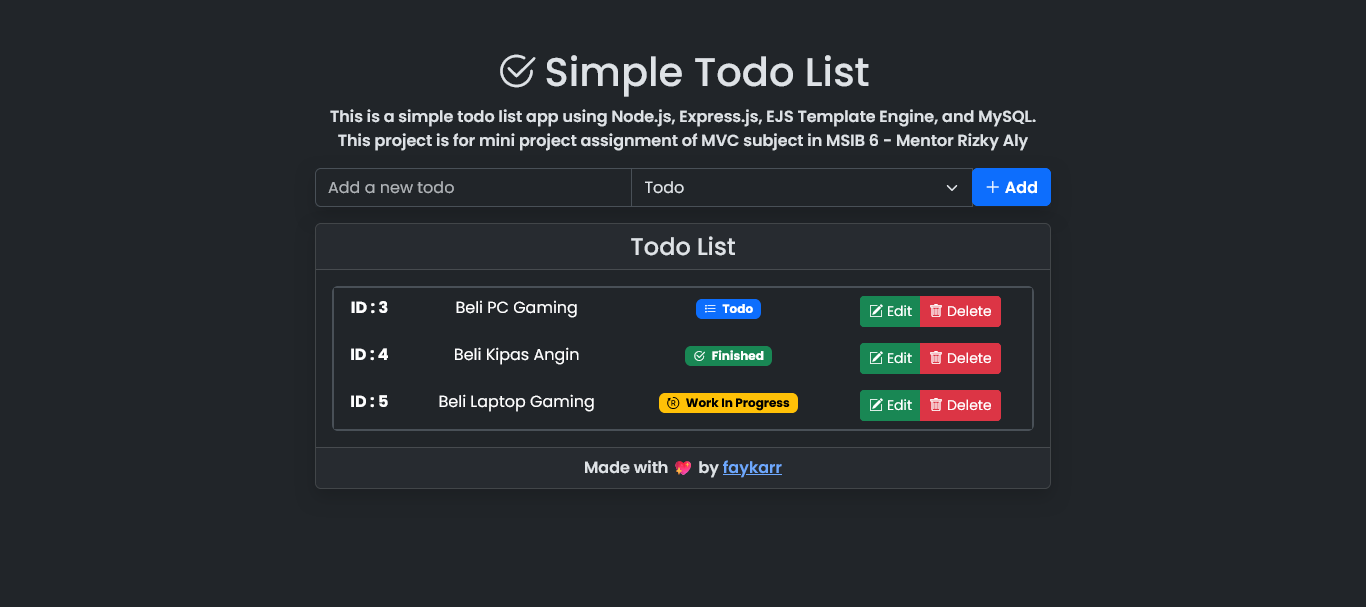 Simple Todo List
This is a simple todo list app using Node.js, Express.js, EJS Template Engine, and MySQL.
This project is for mini project assignment of MVC subject in MSIB 6 - Mentor Rizky Aly
Add a new todo Todo + Add
Todo List
ID : 3 Beli PC Gaming Todo Edit Delete
ID : 4 Beli Kipas Angin Finished Edit Delete
ID : 5 Beli Laptop Gaming Work In Progress Edit Delete
Made with 💖 by faykarr